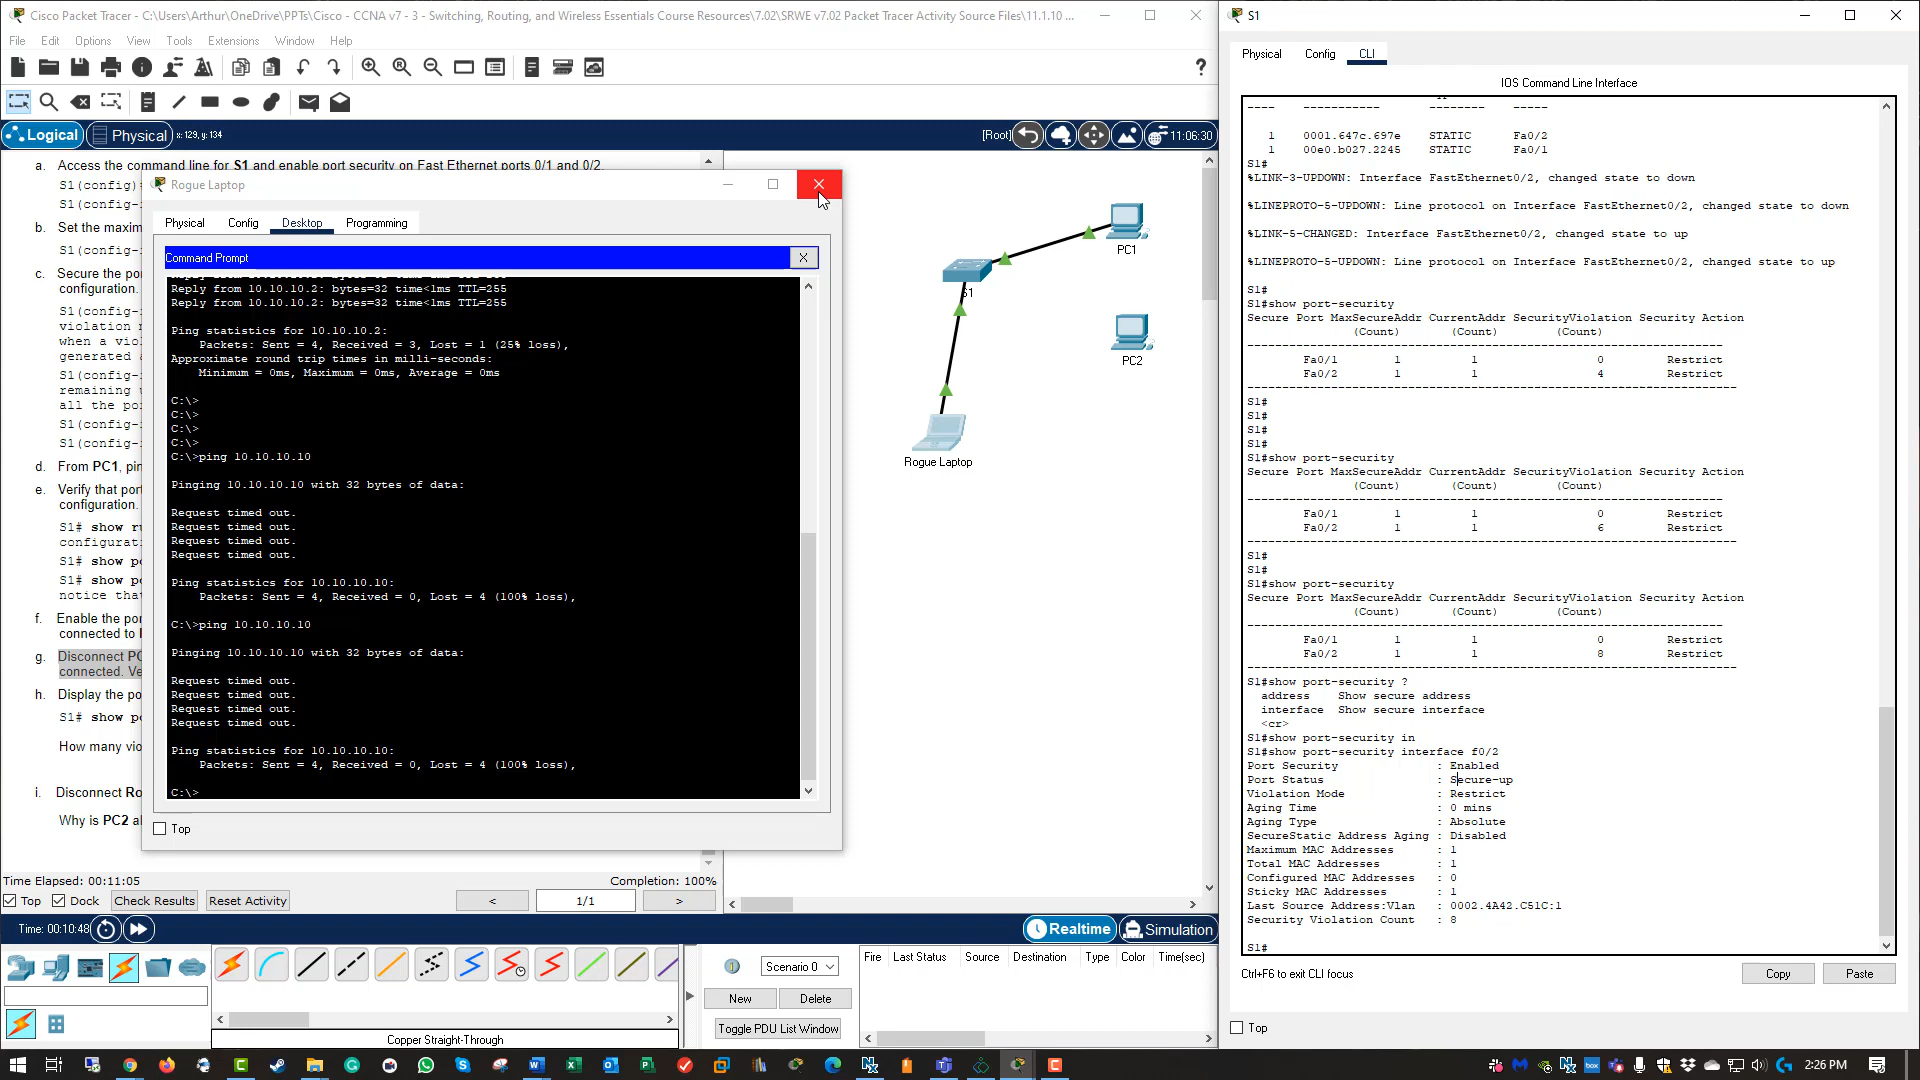 Cisco Packet Tracer - C:\Users\Arthur\OneDrive\PPTs\Cisco - CCNA v7 - 3 - Switching, Routing, and Wireless Essentials Course Resources\7.02\SRWE v7.02 Packet Tracer Activity Source Files\11.1.10 ...
File Edit Options View Tools Extensions Window Help
Logical Physical x: 129, y: 134
[Root] 11:06:30
a. Access the command line for S1 and enable port security on Fast Ethernet ports 0/1 and 0/2.
S1(config)
S1(config-
b. Set the maxim
S1(config-
c. Secure the po
configuration.
S1(config-
violation
when a vio
generated a
S1(config-
remaining
all the po
S1(config-
S1(config-
d. From PC1, pin
e. Verify that port
configuration.
S1# show ru
configurati
S1# show po
S1# show po
notice that
f. Enable the por
connected to
g. Disconnect PC
connected. Ve
h. Display the po
S1# show po
How many vio
i. Disconnect Ro
Why is PC2 a
Rogue Laptop
Physical Config Desktop Programming
Command Prompt
X
Reply from 10.10.10.2: bytes=32 time<1ms TTL=255
Reply from 10.10.10.2: bytes=32 time<1ms TTL=255
Ping statistics for 10.10.10.2:
Packets: Sent = 4, Received = 3, Lost = 1 (25% loss),
Approximate round trip times in milli-seconds:
Minimum = 0ms, Maximum = 0ms, Average = 0ms
C:\>
C:\>
C:\>
C:\>
C:\>ping 10.10.10.10
Pinging 10.10.10.10 with 32 bytes of data:
Request timed out.
Request timed out.
Request timed out.
Request timed out.
Ping statistics for 10.10.10.10:
Packets: Sent = 4, Received = 0, Lost = 4 (100% loss),
C:\>ping 10.10.10.10
Pinging 10.10.10.10 with 32 bytes of data:
Request timed out.
Request timed out.
Request timed out.
Request timed out.
Ping statistics for 10.10.10.10:
Packets: Sent = 4, Received = 0, Lost = 4 (100% loss),
C:\>
Top
PC1
S1
PC2
Rogue Laptop
Time Elapsed: 00:11:05 Completion: 100%
Top Dock Check Results Reset Activity < 1/1 >
Time: 00:10:48 Realtime Simulation
Scenario 0
New Delete
Toggle PDU List Window
Fire Last Status Source Destination Type Color Time(sec)
Copper Straight-Through
S1
Physical Config CLI
IOS Command Line Interface
---- ----------- -------- -----
1 0001.647c.697e STATIC Fa0/2
1 00e0.b027.2245 STATIC Fa0/1
S1#
%LINK-3-UPDOWN: Interface FastEthernet0/2, changed state to down
%LINEPROTO-5-UPDOWN: Line protocol on Interface FastEthernet0/2, changed state to down
%LINK-5-CHANGED: Interface FastEthernet0/2, changed state to up
%LINEPROTO-5-UPDOWN: Line protocol on Interface FastEthernet0/2, changed state to up
S1#
S1#show port-security
Secure Port MaxSecureAddr CurrentAddr SecurityViolation Security Action
(Count) (Count) (Count)
--------------------------------------------------------------------
Fa0/1 1 1 0 Restrict
Fa0/2 1 1 4 Restrict
----------------------------------------------------------------------
S1#
S1#
S1#
S1#
S1#show port-security
Secure Port MaxSecureAddr CurrentAddr SecurityViolation Security Action
(Count) (Count) (Count)
--------------------------------------------------------------------
Fa0/1 1 1 0 Restrict
Fa0/2 1 1 6 Restrict
----------------------------------------------------------------------
S1#
S1#
S1#show port-security
Secure Port MaxSecureAddr CurrentAddr SecurityViolation Security Action
(Count) (Count) (Count)
--------------------------------------------------------------------
Fa0/1 1 1 0 Restrict
Fa0/2 1 1 8 Restrict
----------------------------------------------------------------------
S1#show port-security ?
address Show secure address
interface Show secure interface
<cr>
S1#show port-security in
S1#show port-security interface f0/2
Port Security : Enabled
Port Status : Secure-up
Violation Mode : Restrict
Aging Time : 0 mins
Aging Type : Absolute
SecureStatic Address Aging : Disabled
Maximum MAC Addresses : 1
Total MAC Addresses : 1
Configured MAC Addresses : 0
Sticky MAC Addresses : 1
Last Source Address:Vlan : 0002.4A42.C51C:1
Security Violation Count : 8
S1#
Ctrl+F6 to exit CLI focus
Copy Paste
Top
2:26 PM